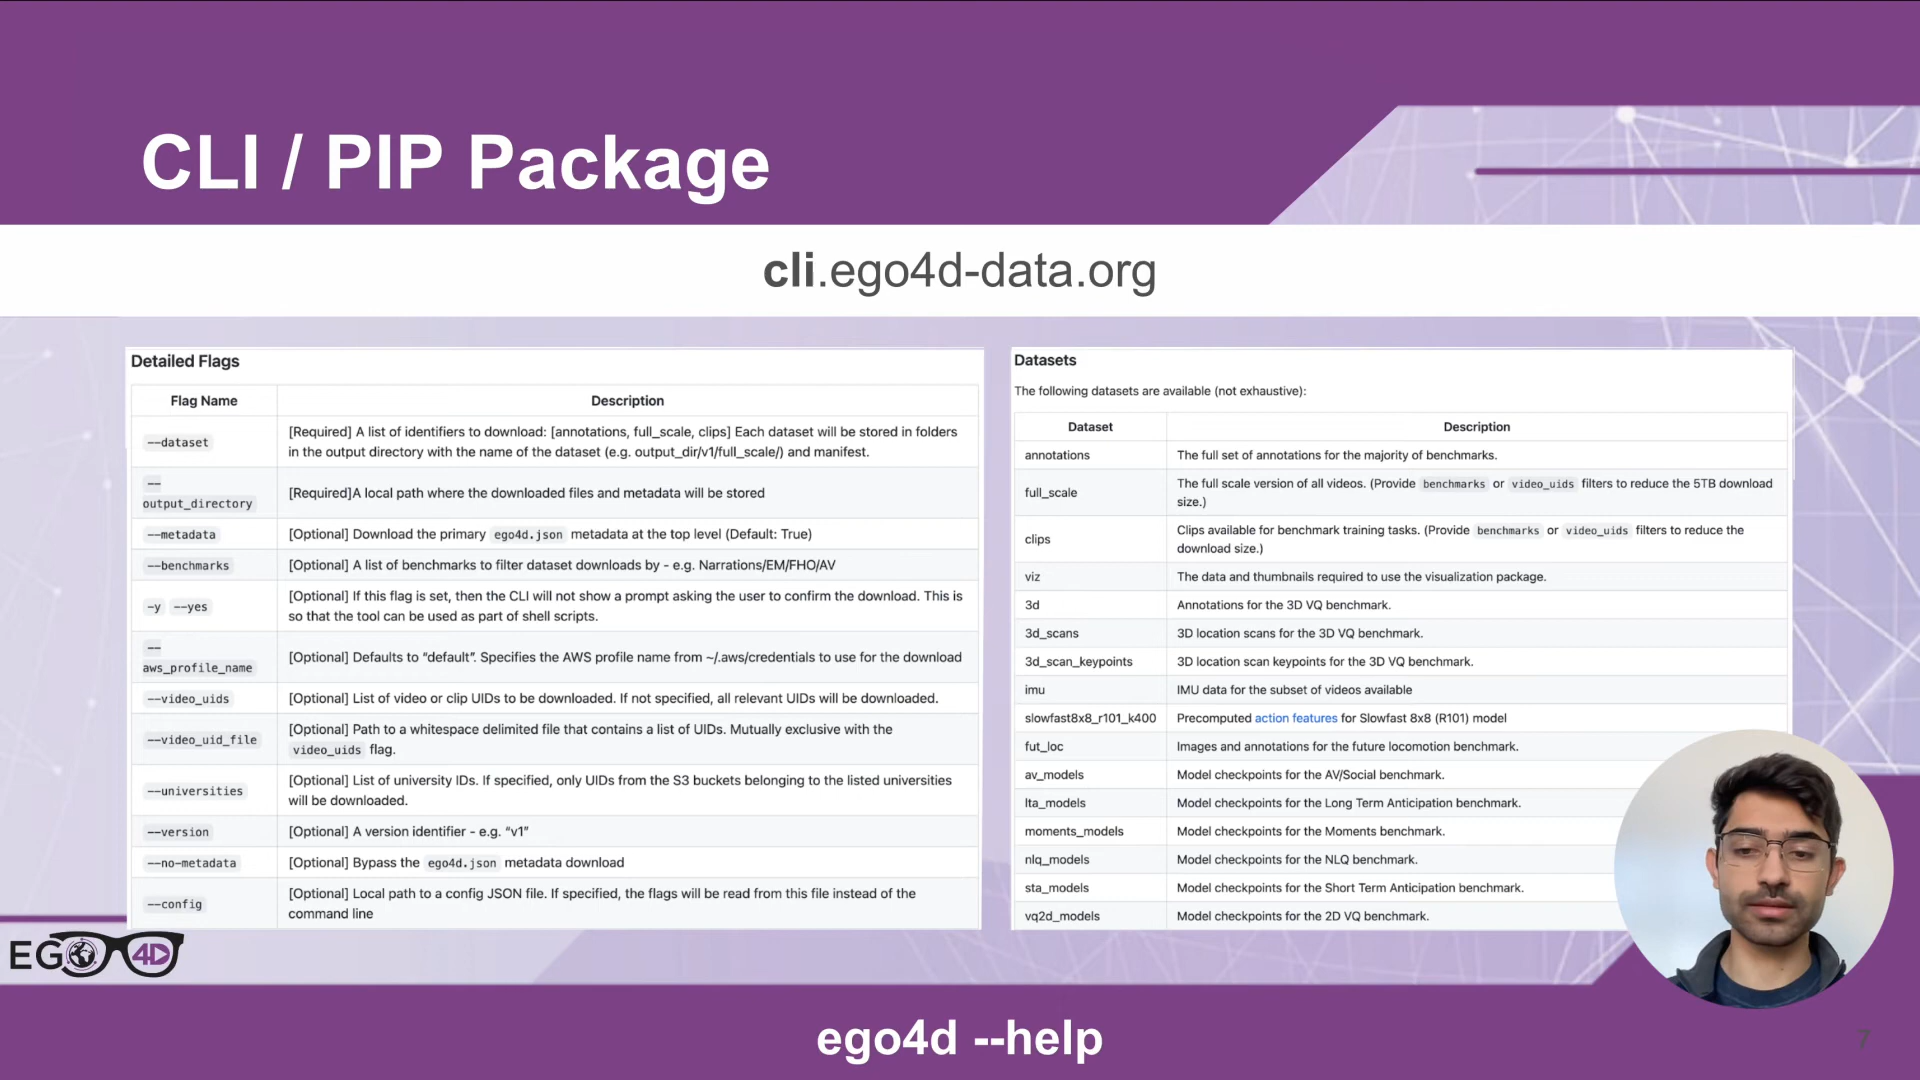 CLI / PIP Package
cli.ego4d-data.org
Detailed Flags
Flag Name
Description
--dataset
[Required] A list of identifiers to download: [annotations, full_scale, clips] Each dataset will be stored in folders
in the output directory with the name of the dataset (e.g. output_dir/v1/full_scale/) and manifest.
--
output_directory
[Required]A local path where the downloaded files and metadata will be stored
--metadata
[Optional] Download the primary ego4d.json metadata at the top level (Default: True)
--benchmarks
[Optional] A list of benchmarks to filter dataset downloads by - e.g. Narrations/EM/FHO/AV
-y --yes
[Optional] If this flag is set, then the CLI will not show a prompt asking the user to confirm the download. This is
so that the tool can be used as part of shell scripts.
--
aws_profile_name
[Optional] Defaults to “default”. Specifies the AWS profile name from ~/.aws/credentials to use for the download
--video_uids
[Optional] List of video or clip UIDs to be downloaded. If not specified, all relevant UIDs will be downloaded.
--video_uid_file
[Optional] Path to a whitespace delimited file that contains a list of UIDs. Mutually exclusive with the
video_uids flag.
--universities
[Optional] List of university IDs. If specified, only UIDs from the S3 buckets belonging to the listed universities
will be downloaded.
--version
[Optional] A version identifier - e.g. “v1”
--no-metadata
[Optional] Bypass the ego4d.json metadata download
--config
[Optional] Local path to a config JSON file. If specified, the flags will be read from this file instead of the
command line
Datasets
The following datasets are available (not exhaustive):
Dataset
Description
annotations
The full set of annotations for the majority of benchmarks.
full_scale
The full scale version of all videos. (Provide benchmarks or video_uids filters to reduce the 5TB download
size.)
clips
Clips available for benchmark training tasks. (Provide benchmarks or video_uids filters to reduce the
download size.)
viz
The data and thumbnails required to use the visualization package.
3d
Annotations for the 3D VQ benchmark.
3d_scans
3D location scans for the 3D VQ benchmark.
3d_scan_keypoints
3D location scan keypoints for the 3D VQ benchmark.
imu
IMU data for the subset of videos available
slowfast8x8_r101_k400
Precomputed action features for Slowfast 8x8 (R101) model
fut_loc
Images and annotations for the future locomotion benchmark.
av_models
Model checkpoints for the AV/Social benchmark.
lta_models
Model checkpoints for the Long Term Anticipation benchmark.
moments_models
Model checkpoints for the Moments benchmark.
nlq_models
Model checkpoints for the NLQ benchmark.
sta_models
Model checkpoints for the Short Term Anticipation benchmark.
vq2d_models
Model checkpoints for the 2D VQ benchmark.
EGO4D
ego4d --help
7